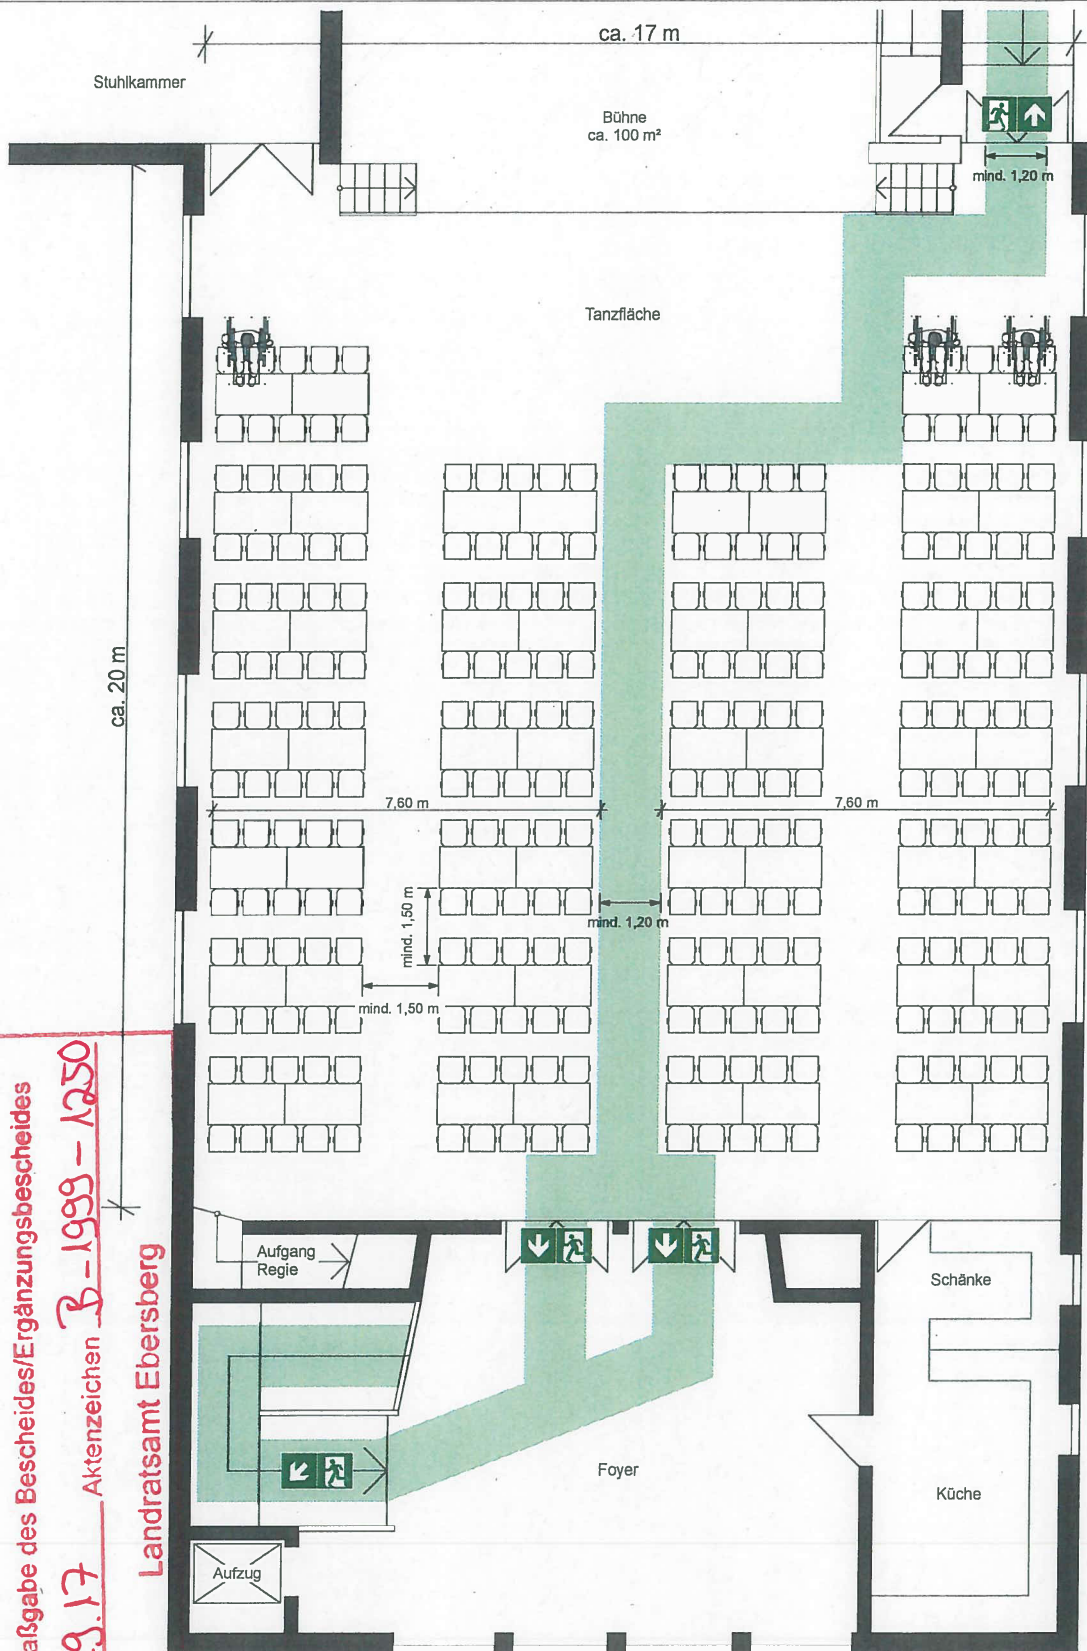 ca. 17 m
Stuhlkammer
Bühne
ca. 100 m²
mind. 1,20 m
Tanzfläche
ca. 20 m
7,60 m
7,60 m
mind. 1,50 m
mind. 1,20 m
mind. 1,50 m
aßgabe des Bescheides/Ergänzungsbescheides
9.17 Aktenzeichen B-1999-1250
Landratsamt Ebersberg
Aufgang
Regie
Schänke
Foyer
Küche
Aufzug